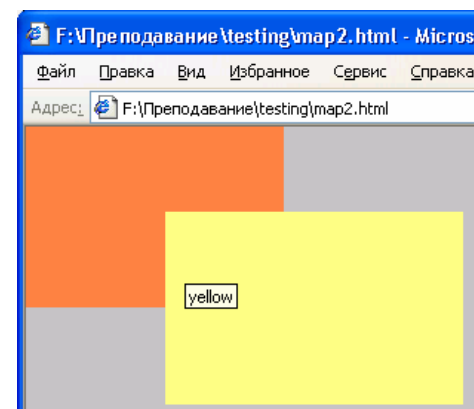 F:\Преподавание\testing\map2.html - Micros
Файл Правка Вид Избранное Сервис Справка
Адрес: F:\Преподавание\testing\map2.html
yellow